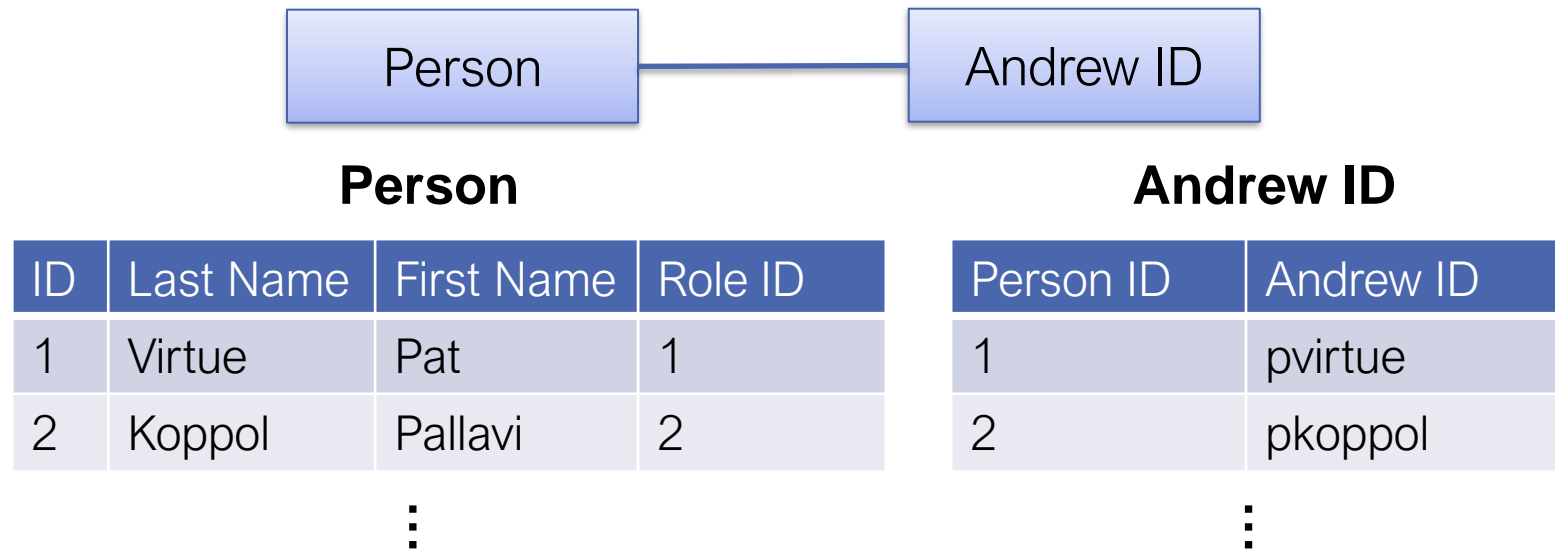 Person Andrew ID
Person Andrew ID
ID Last Name First Name Role ID Person ID Andrew ID
1 Virtue Pat 1 1 pvirtue
2 Koppol Pallavi 2 2 pkoppol
⋮ ⋮